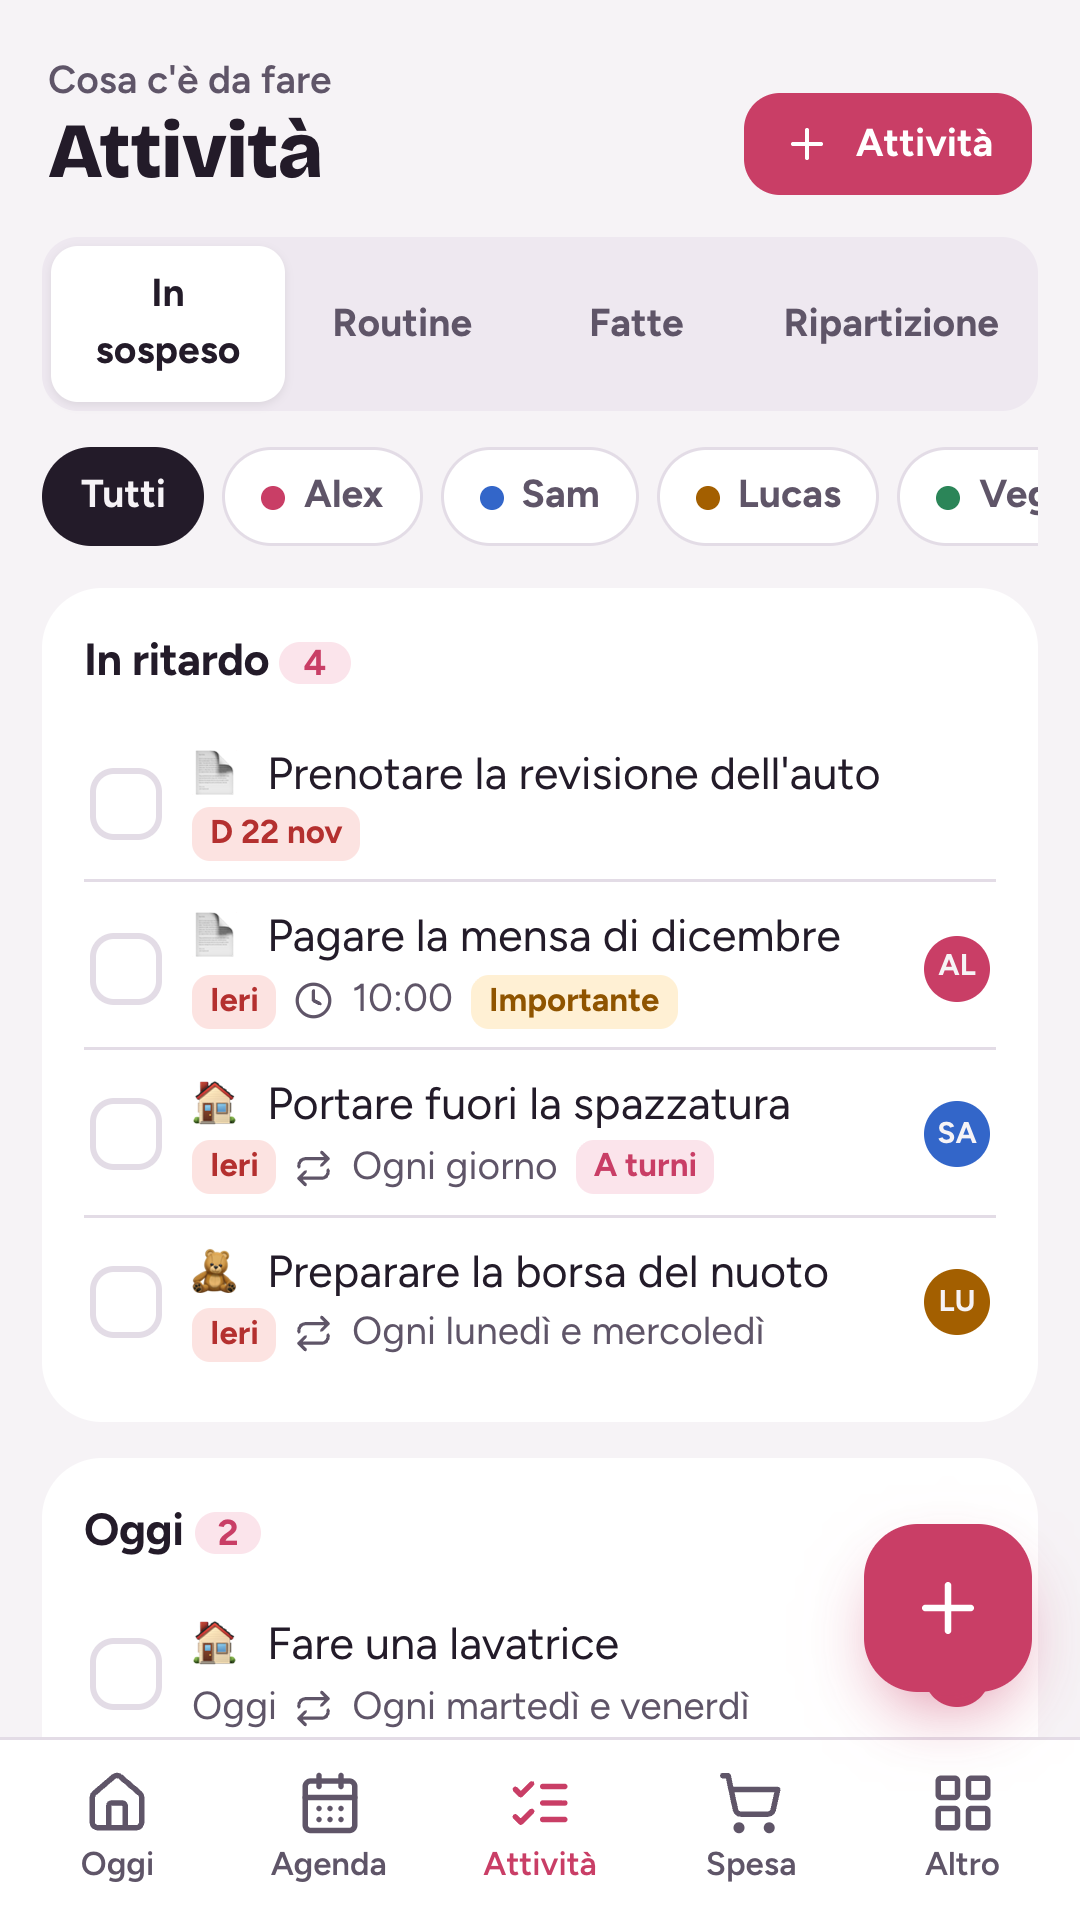 Cosa c'è da fare
Attività
+ Attività
In sospeso
Routine
Fatte
Ripartizione
Tutti
Alex
Sam
Lucas
In ritardo 4
Prenotare la revisione dell'auto
D 22 nov
Pagare la mensa di dicembre
AL
Ieri 10:00 Importante
Portare fuori la spazzatura
SA
Ieri Ogni giorno A turni
Preparare la borsa del nuoto
LU
Ieri Ogni lunedì e mercoledì
Oggi 2
Fare una lavatrice
Oggi Ogni martedì e venerdì
Oggi
Agenda
Attività
Spesa
Altro